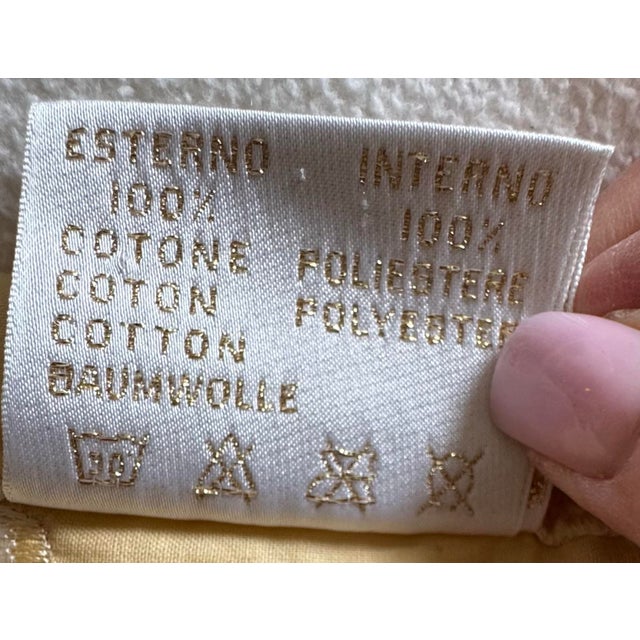 ESTERNO
100%
COTONE
COTON
COTTON
BAUMWOLLE
INTERNO
100%
POLIESTERE
POLYESTER
30